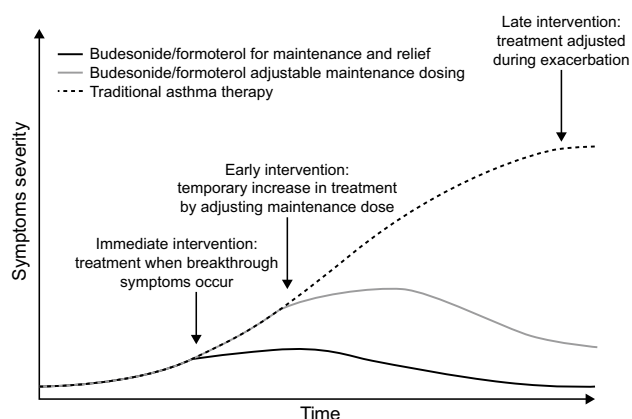 Late intervention:
treatment adjusted
during exacerbation
Budesonide/formoterol for maintenance and relief
Budesonide/formoterol adjustable maintenance dosing
Traditional asthma therapy
Early intervention:
temporary increase in treatment
by adjusting maintenance dose
Immediate intervention:
treatment when breakthrough
symptoms occur
Symptoms severity
Time